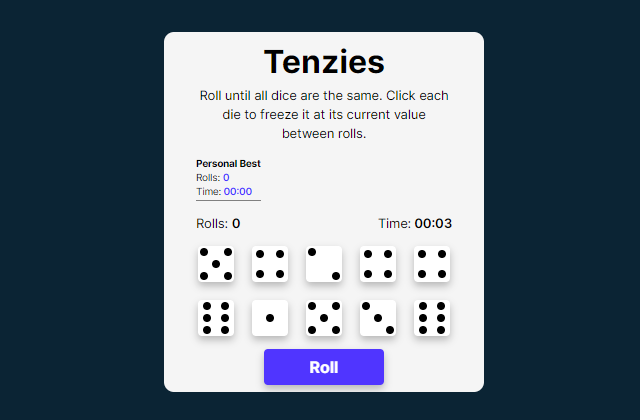 Tenzies
Roll until all dice are the same. Click each
die to freeze it at its current value
between rolls.
Personal Best
Rolls: 0
Time: 00:00
Rolls: 0 Time: 00:03
Roll